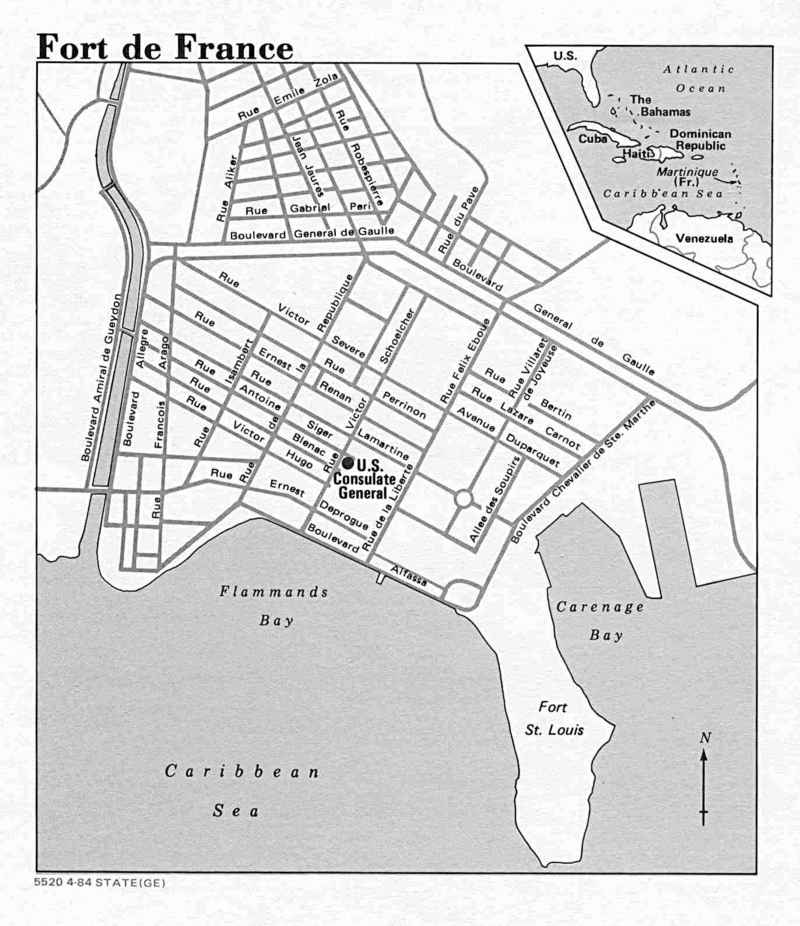 Fort de France
U.S.
Atlantic
Ocean
The
Bahamas
Cuba
Dominican
Republic
Haiti
Martinique
(Fr.)
Caribbean Sea
Venezuela
Rue Emile Zola
Rue Robespierre
Jean Jaures
Rue Aliker
Rue Gabriel Peri
Boulevard General de Gaulle
Rue du Pave
Boulevard
General de Gaulle
Boulevard Amiral de Gueydon
Boulevard Allegre
Rue Francois Arago
Rue Isambert
Rue de la Republique
Rue Victor Schoelcher
Rue Felix Eboue
Rue Villaret
de Joyeuse
Rue Victor Severe
Rue Ernest Renan
Rue Perrinon
Rue Antoine Siger
Rue Lamartine
Rue Blenac
Rue Victor Hugo
Rue Bertin
Rue Lazare Carnot
Avenue Duparquet
Boulevard Chevalier de Ste. Marthe
Allee des Soupirs
U.S.
Consulate
General
Rue de la Liberte
Rue
Rue Ernest Deprogue
Boulevard Alfassa
Flammands
Bay
Carenage
Bay
Fort
St. Louis
Caribbean
Sea
N
5520 4-84 STATE(GE)